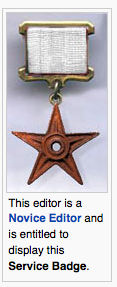 This editor is a
Novice Editor and
is entitled to
display this
Service Badge.